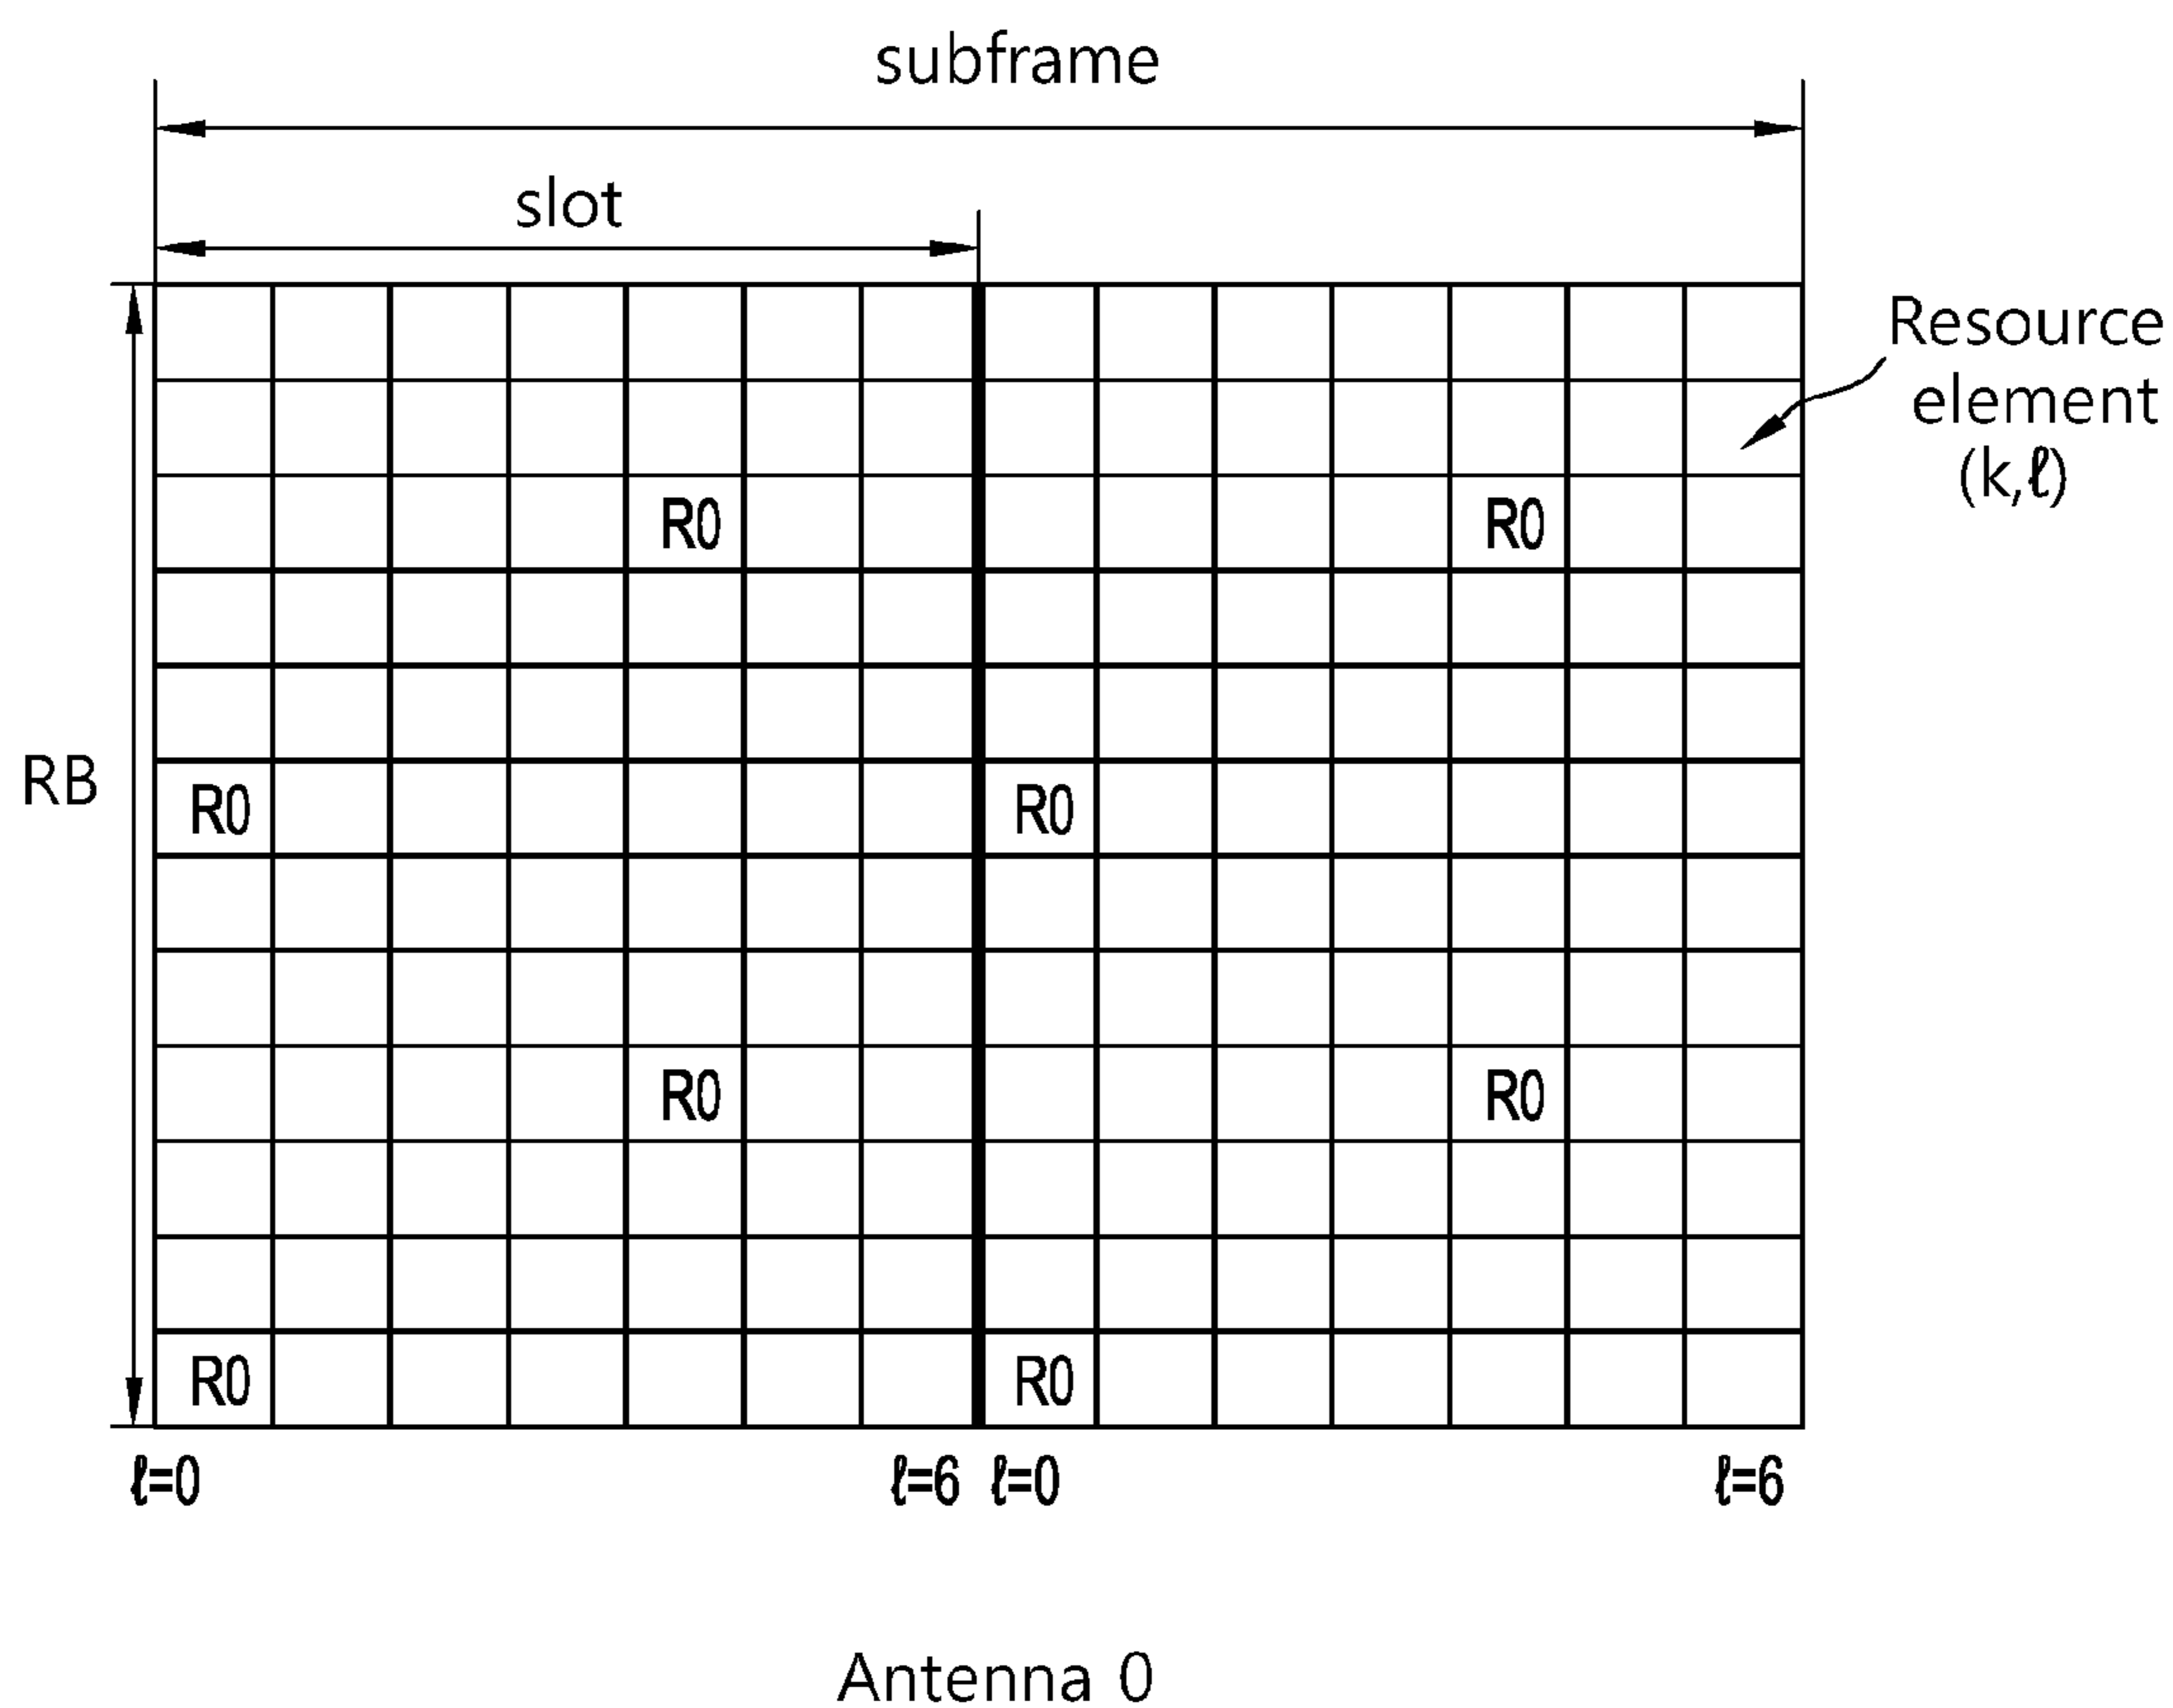 subframe
slot
Resource
element
(k,ℓ)
R0 R0
RB
R0 R0
R0 R0
R0 R0
ℓ=0 ℓ=6 ℓ=0 ℓ=6
Antenna 0